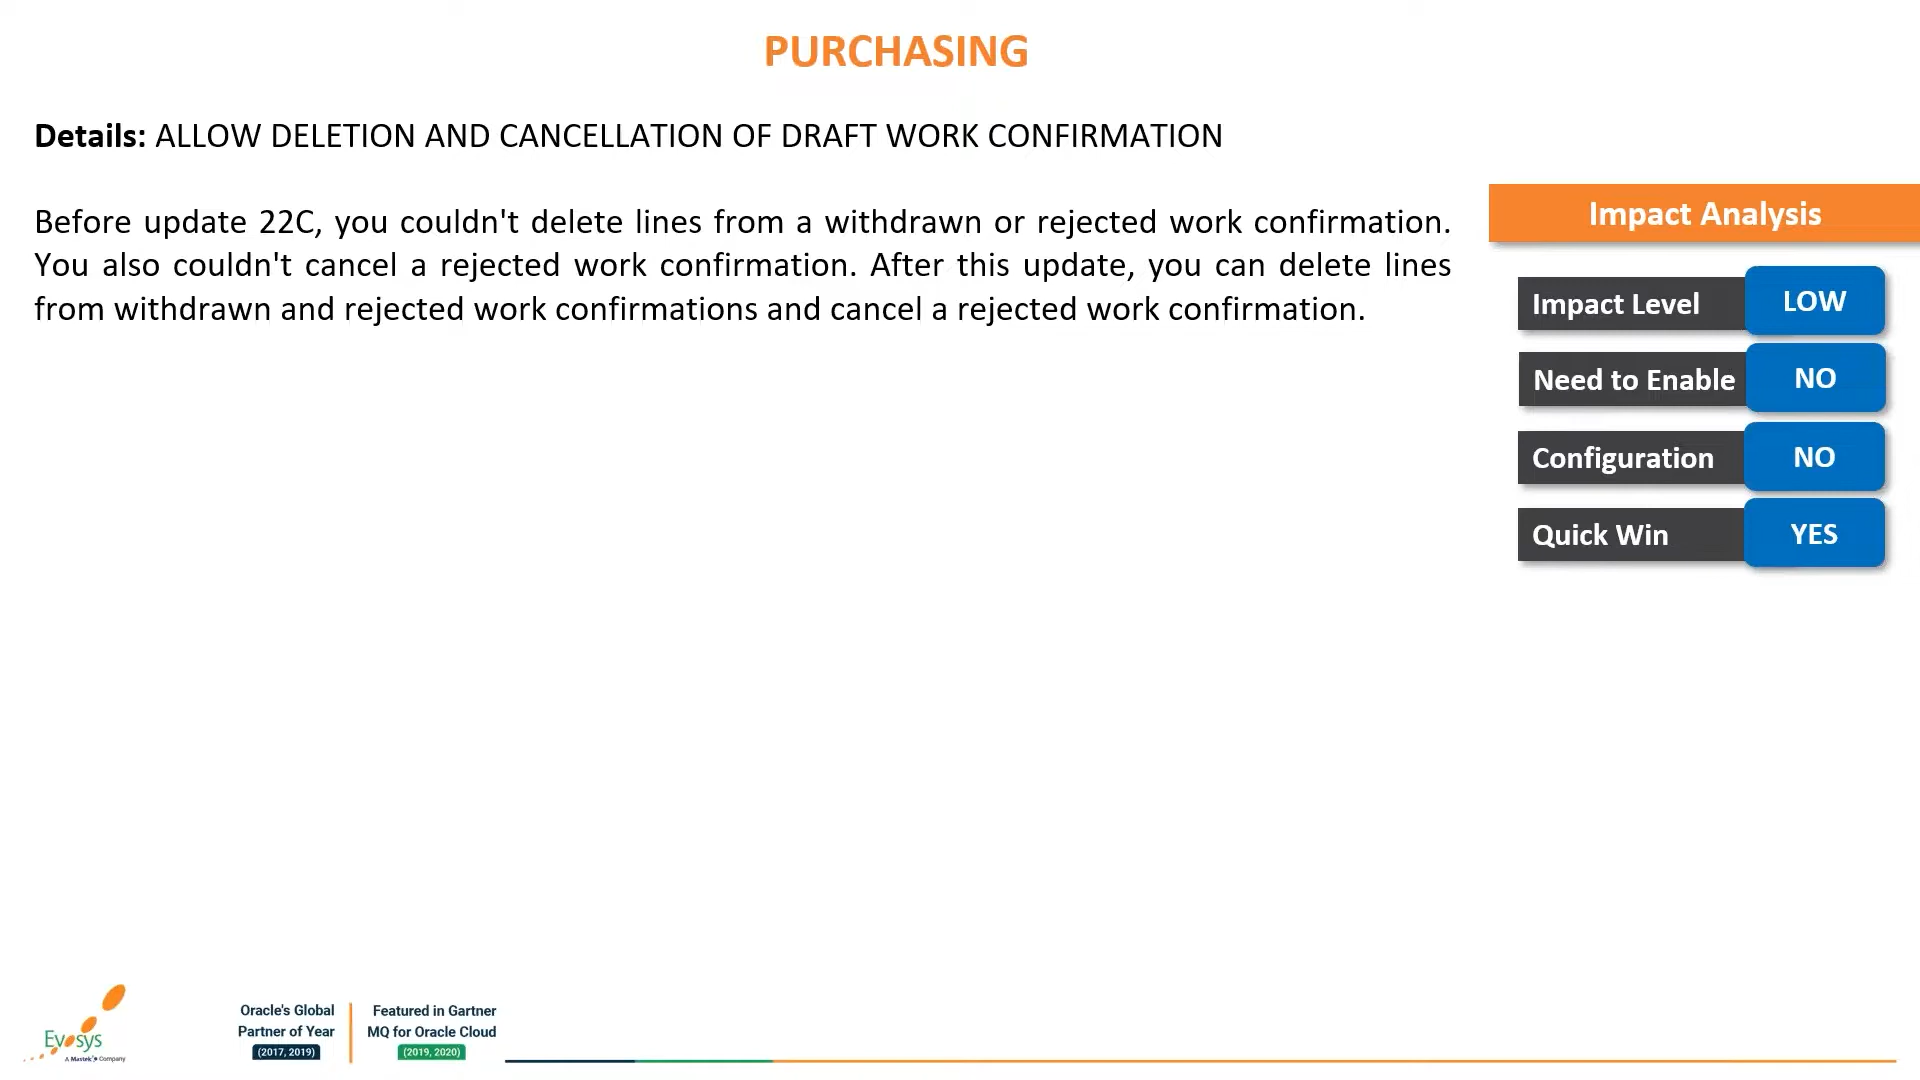 PURCHASING
Details: ALLOW DELETION AND CANCELLATION OF DRAFT WORK CONFIRMATION
Before update 22C, you couldn't delete lines from a withdrawn or rejected work confirmation.
You also couldn't cancel a rejected work confirmation. After this update, you can delete lines
from withdrawn and rejected work confirmations and cancel a rejected work confirmation.
Impact Analysis
Impact Level LOW
Need to Enable NO
Configuration NO
Quick Win YES
Evosys
A Mastek Company
Oracle's Global
Partner of Year
(2017, 2019)
Featured in Gartner
MQ for Oracle Cloud
(2019, 2020)